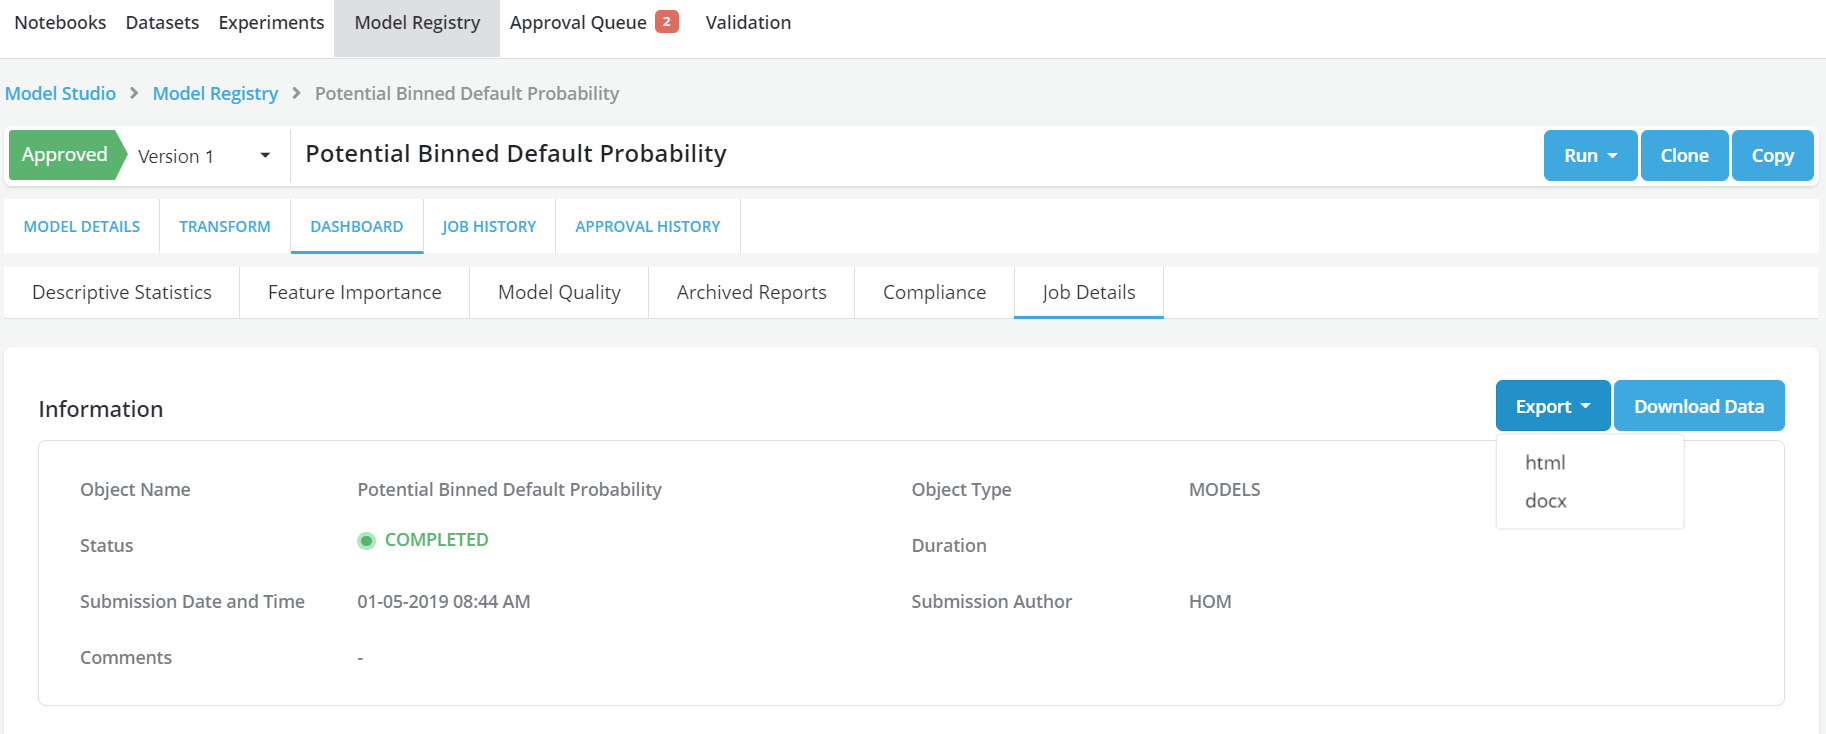 Notebooks Datasets Experiments Model Registry Approval Queue 2 Validation
Model Studio > Model Registry > Potential Binned Default Probability
Approved Version 1 Potential Binned Default Probability Run Clone Copy
MODEL DETAILS TRANSFORM DASHBOARD JOB HISTORY APPROVAL HISTORY
Descriptive Statistics Feature Importance Model Quality Archived Reports Compliance Job Details
Information Export Download Data
html
docx
Object Name Potential Binned Default Probability Object Type MODELS
Status COMPLETED Duration
Submission Date and Time 01-05-2019 08:44 AM Submission Author HOM
Comments -